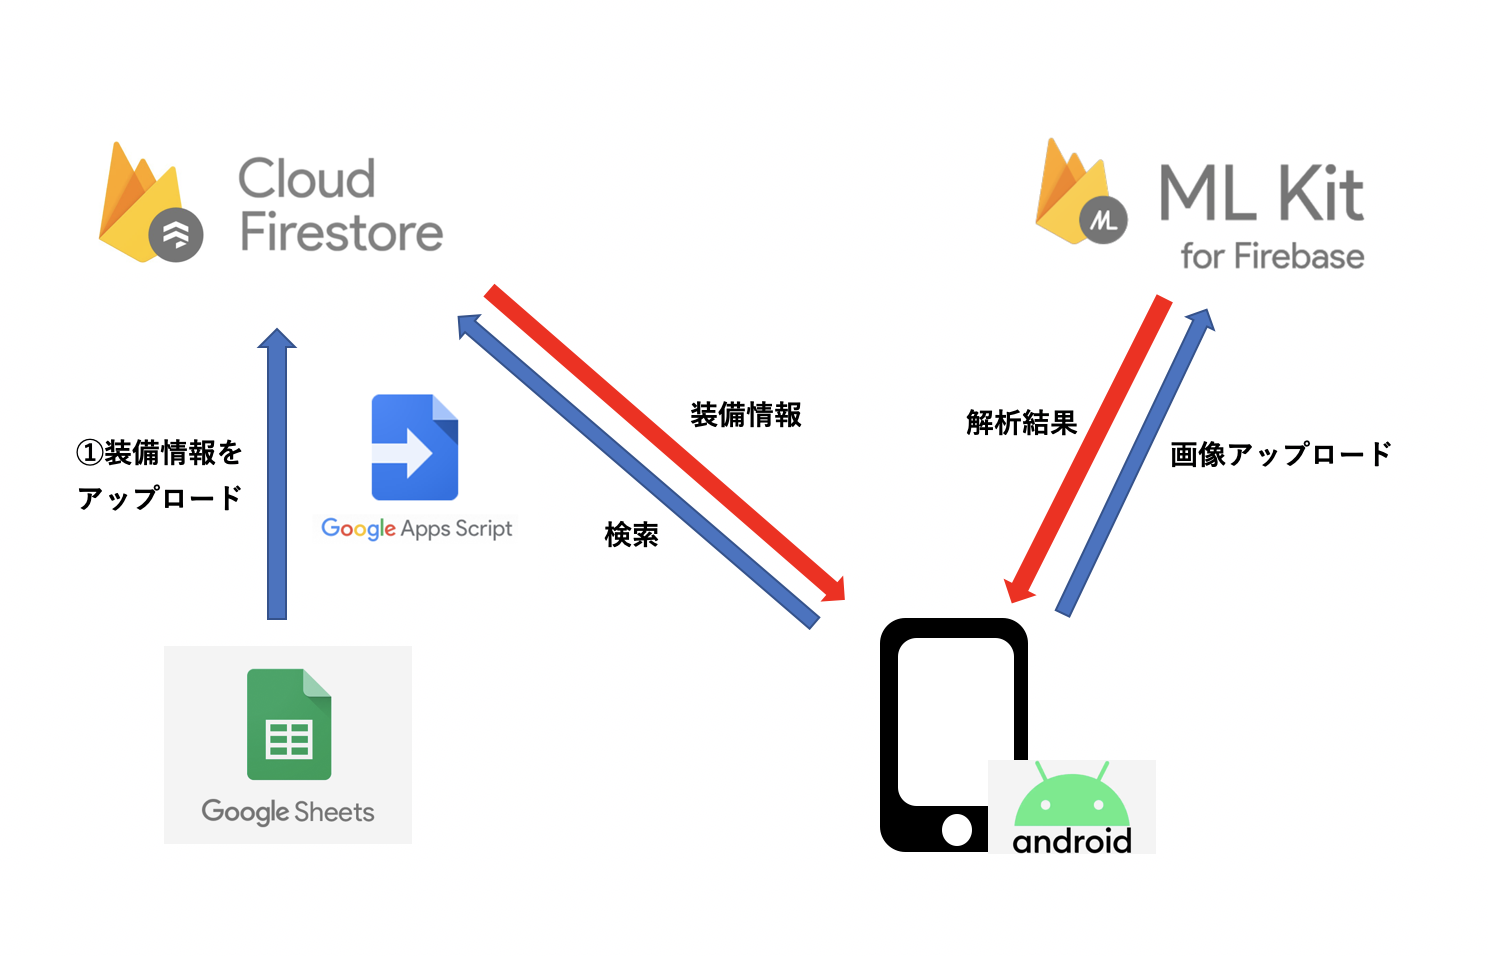 Cloud
Firestore
ML
ML Kit
for Firebase
装備情報
解析結果
画像アップロード
①装備情報を
アップロード
Google Apps Script
検索
Google Sheets
android